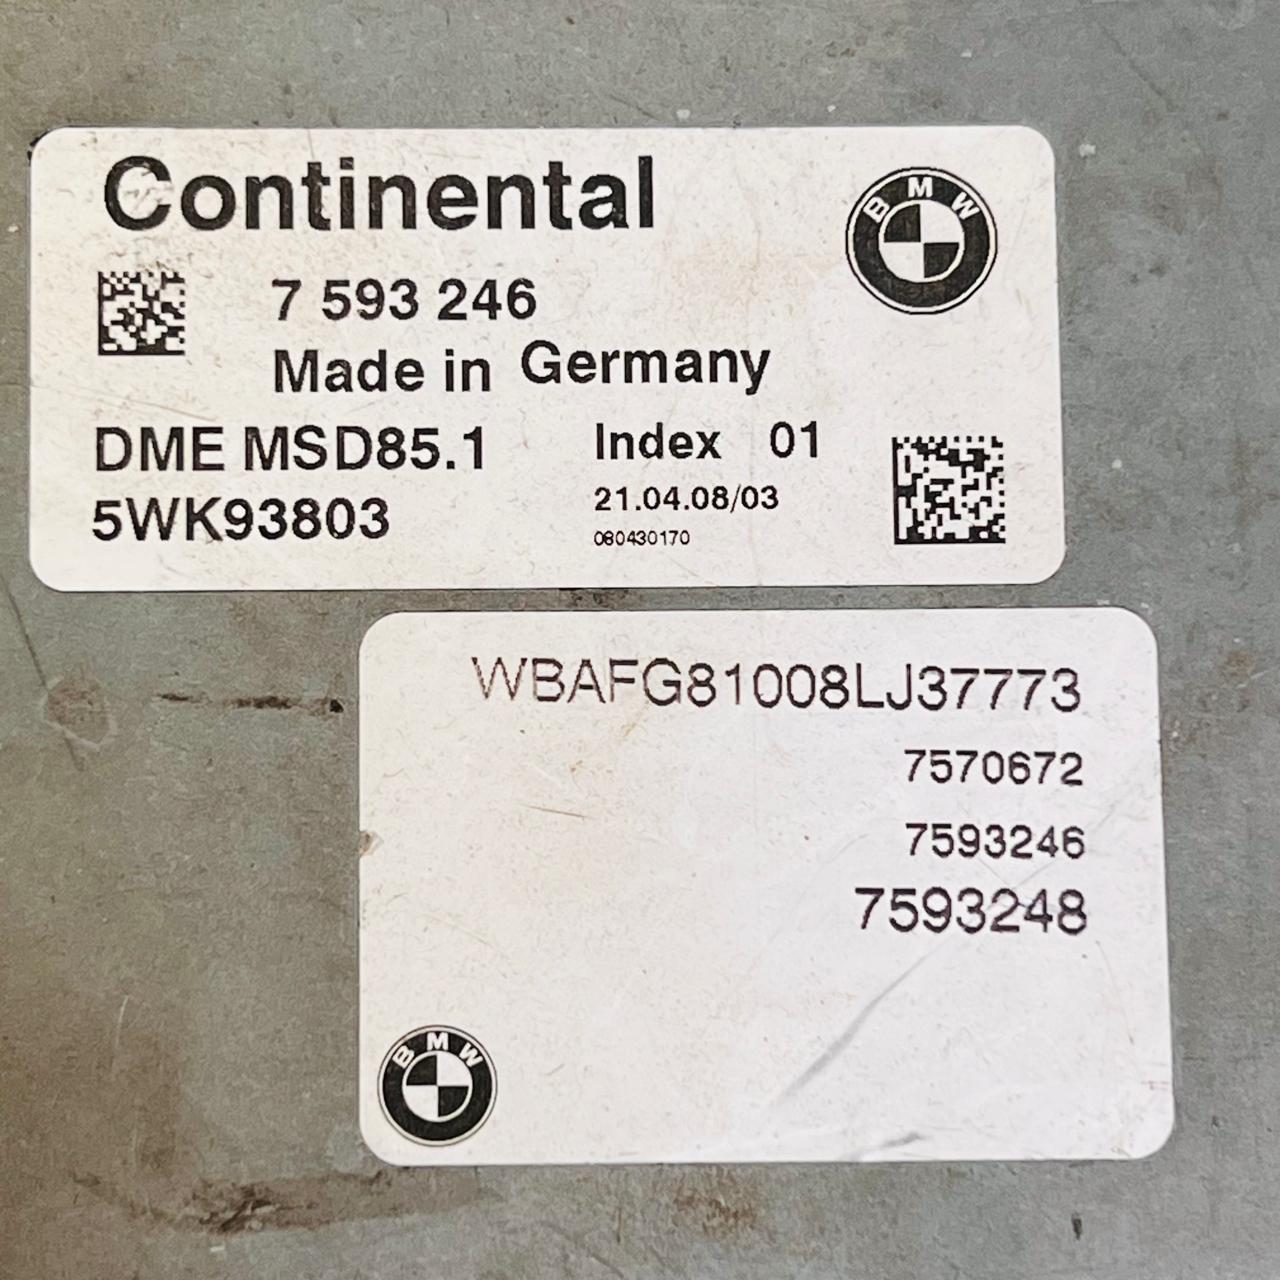 Continental
BMW
7 593 246
Made in Germany
DME MSD85.1
Index 01
5WK93803
21.04.08/03
080430170
WBAFG81008LJ37773
7570672
7593246
7593248
BMW